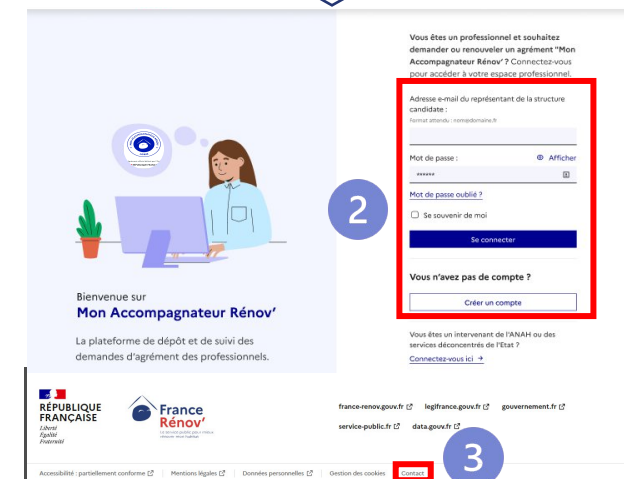 Vous êtes un professionnel et souhaitez
demander ou renouveler un agrément "Mon
Accompagnateur Rénov' ? Connectez-vous
pour accéder à votre espace professionnel.
Adresse e-mail du représentant de la structure
candidate :
Format attendu : nom@domaine.fr
Mot de passe :
Afficher
Mot de passe oublié ?
Se souvenir de moi
Se connecter
2
Vous n'avez pas de compte ?
Créer un compte
Vous êtes un intervenant de l'ANAH ou des
services déconcentrés de l'Etat ?
Connectez-vous ici →
Bienvenue sur
Mon Accompagnateur Rénov'
La plateforme de dépôt et de suivi des
demandes d'agrément des professionnels.
RÉPUBLIQUE
FRANÇAISE
Liberté
Égalité
Fraternité
France
Rénov'
france-renov.gouv.fr
legifrance.gouv.fr
gouvernement.fr
service-public.fr
data.gouv.fr
3
Accessibilité : partiellement conforme
Mentions légales
Données personnelles
Gestion des cookies
Contact